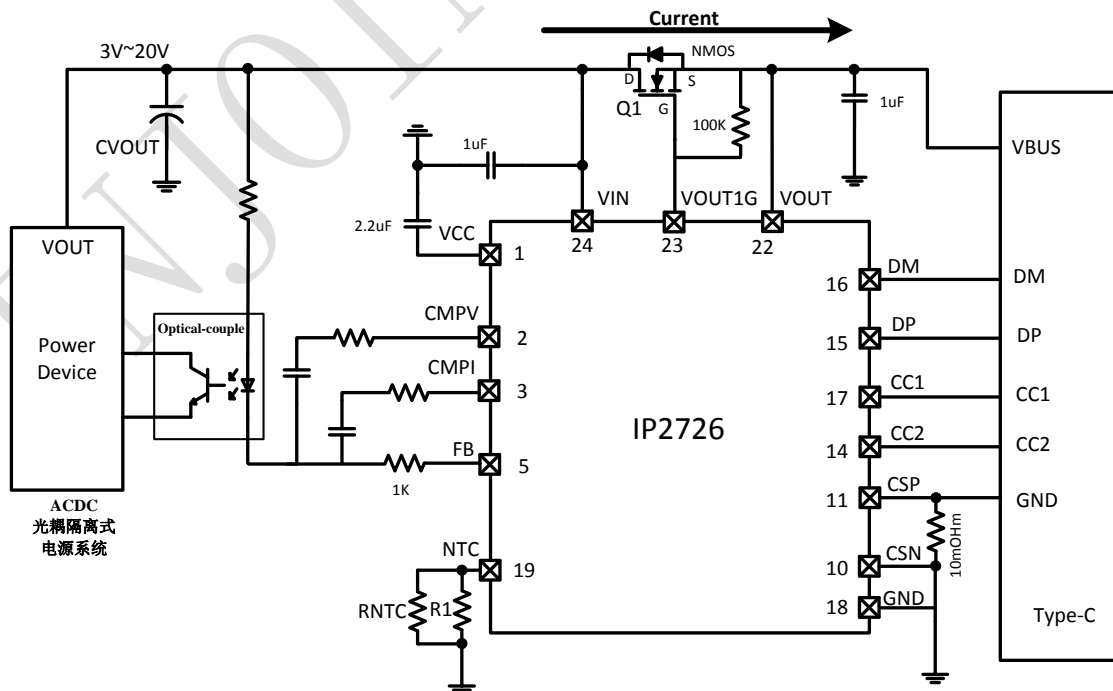 Current
3V~20V
NMOS
D
S
Q1
G
100K
1uF
CVOUT
1uF
VBUS
2.2uF
VCC
VIN
VOUT1G
VOUT
24
23
22
1
VOUT
Power
Device
Optical-couple
CMPV
2
CMPI
3
FB
5
1K
IP2726
16
DM
DM
15
DP
DP
17
CC1
CC1
14
CC2
CC2
11
CSP
GND
10mOHm
10
CSN
18
GND
ACDC
光耦隔离式
电源系统
NTC
19
RNTC
R1
Type-C